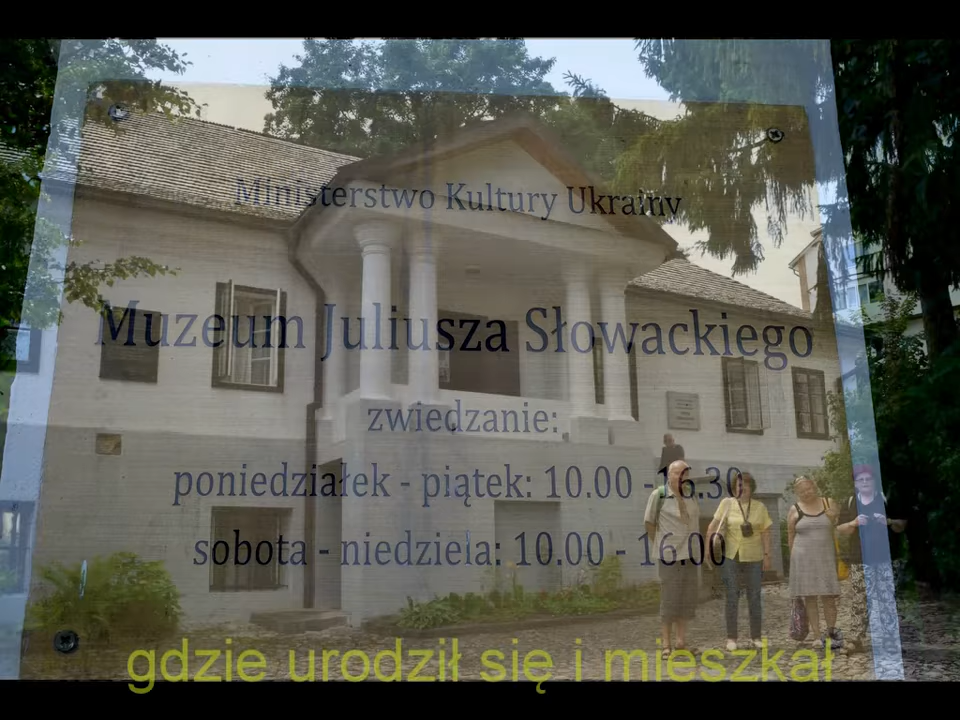 Ministerstwo Kultury Ukrainy
Muzeum Juliusza Słowackiego
zwiedzanie:
poniedziałek - piątek: 10.00 - 16.30
sobota - niedziela: 10.00 - 16.00
gdzie urodził się i mieszkał